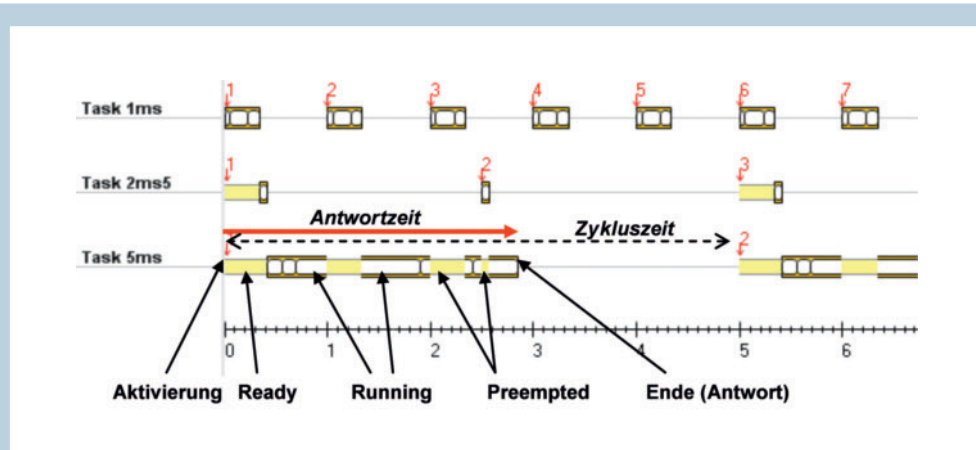 1 2 3 4 5 6 7
Task 1ms
1 2 3
Task 2ms5
Antwortzeit
Zykluszeit
2
Task 5ms
0 1 2 3 4 5 6
Aktivierung Ready Running Preempted Ende (Antwort)